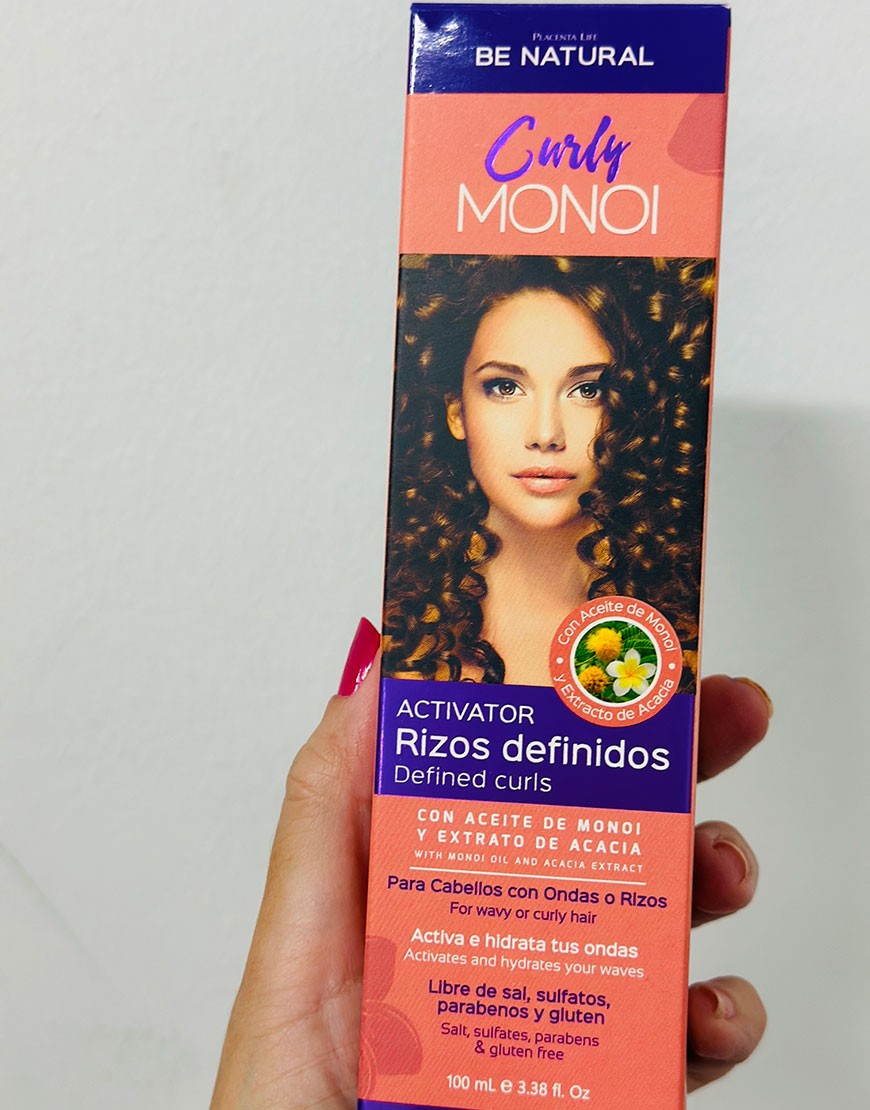 PLACENTA LIFE
BE NATURAL
Curly
MONOI
Con Aceite de Monoi
y Extracto de Acacia
ACTIVATOR
Rizos definidos
Defined curls
CON ACEITE DE MONOI
Y EXTRATO DE ACACIA
WITH MONOI OIL AND ACACIA EXTRACT
Para Cabellos con Ondas o Rizos
For wavy or curly hair
Activa e hidrata tus ondas
Activates and hydrates your waves
Libre de sal, sulfatos,
parabenos y gluten
Salt, sulfates, parabens
& gluten free
100 mL e 3.38 fl. Oz